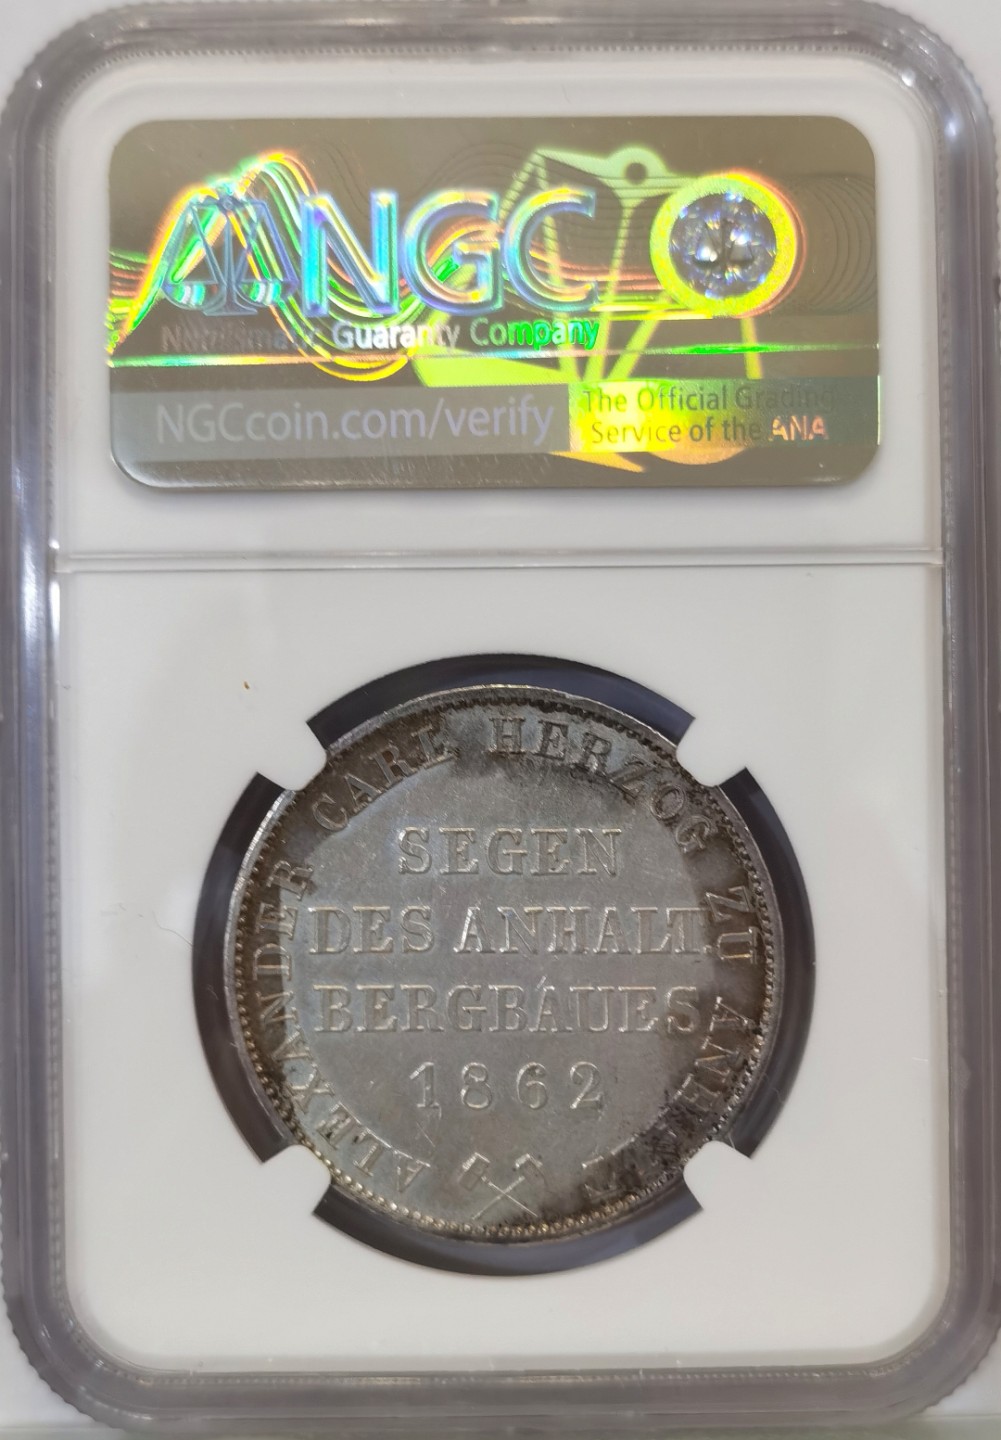 NGC
Numismatic Guaranty Company
NGCcoin.com/verify
The Official Grading
Service of the ANA
ALEXANDER CARL HERZOG ZU ANHALT
SEGEN
DES ANHALT
BERGBAUES
1862